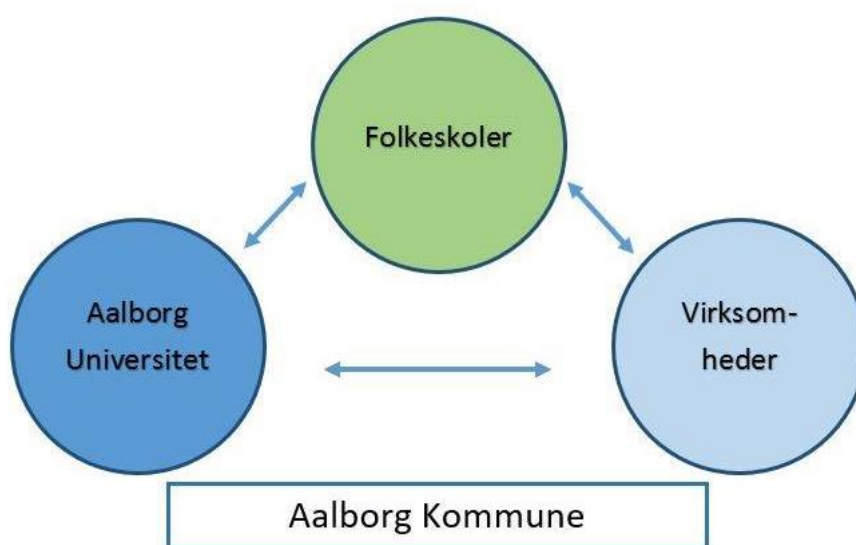 Folkeskoler
Aalborg
Universitet
Virksom-
heder
Aalborg Kommune